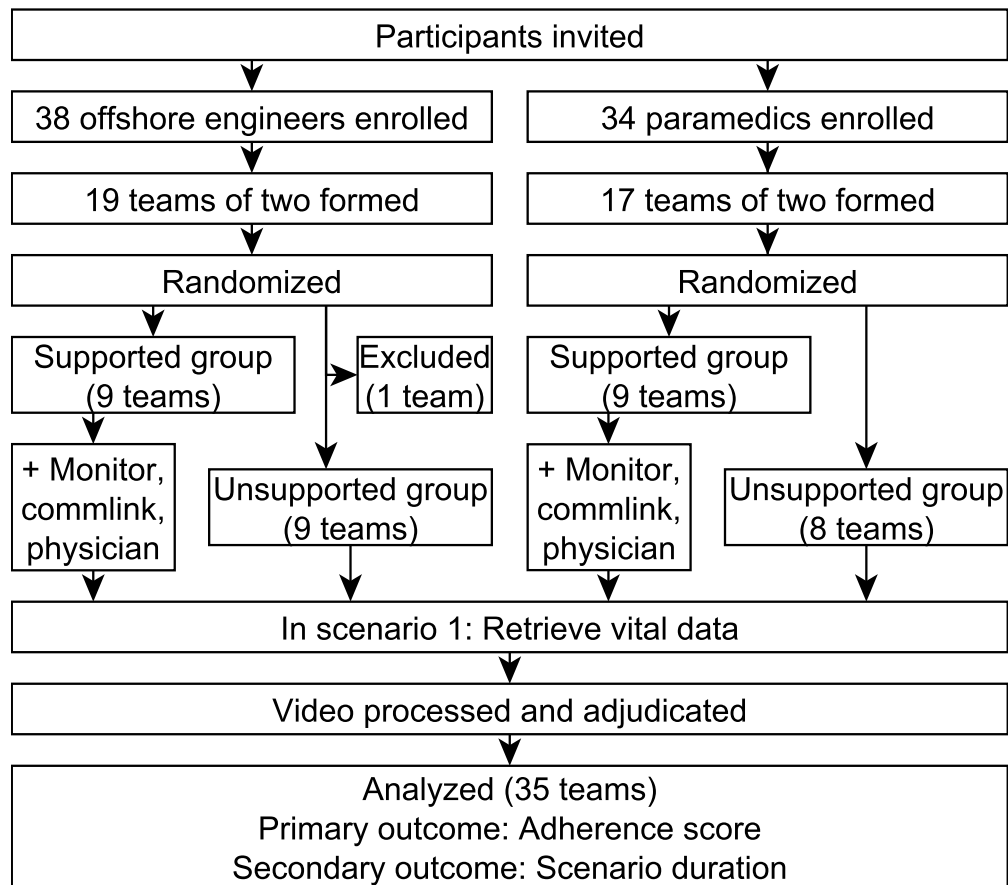 Participants invited
38 offshore engineers enrolled
34 paramedics enrolled
19 teams of two formed
17 teams of two formed
Randomized
Randomized
Supported group
(9 teams)
Excluded
(1 team)
Supported group
(9 teams)
+ Monitor,
commlink,
physician
Unsupported group
(9 teams)
+ Monitor,
commlink,
physician
Unsupported group
(8 teams)
In scenario 1: Retrieve vital data
Video processed and adjudicated
Analyzed (35 teams)
Primary outcome: Adherence score
Secondary outcome: Scenario duration